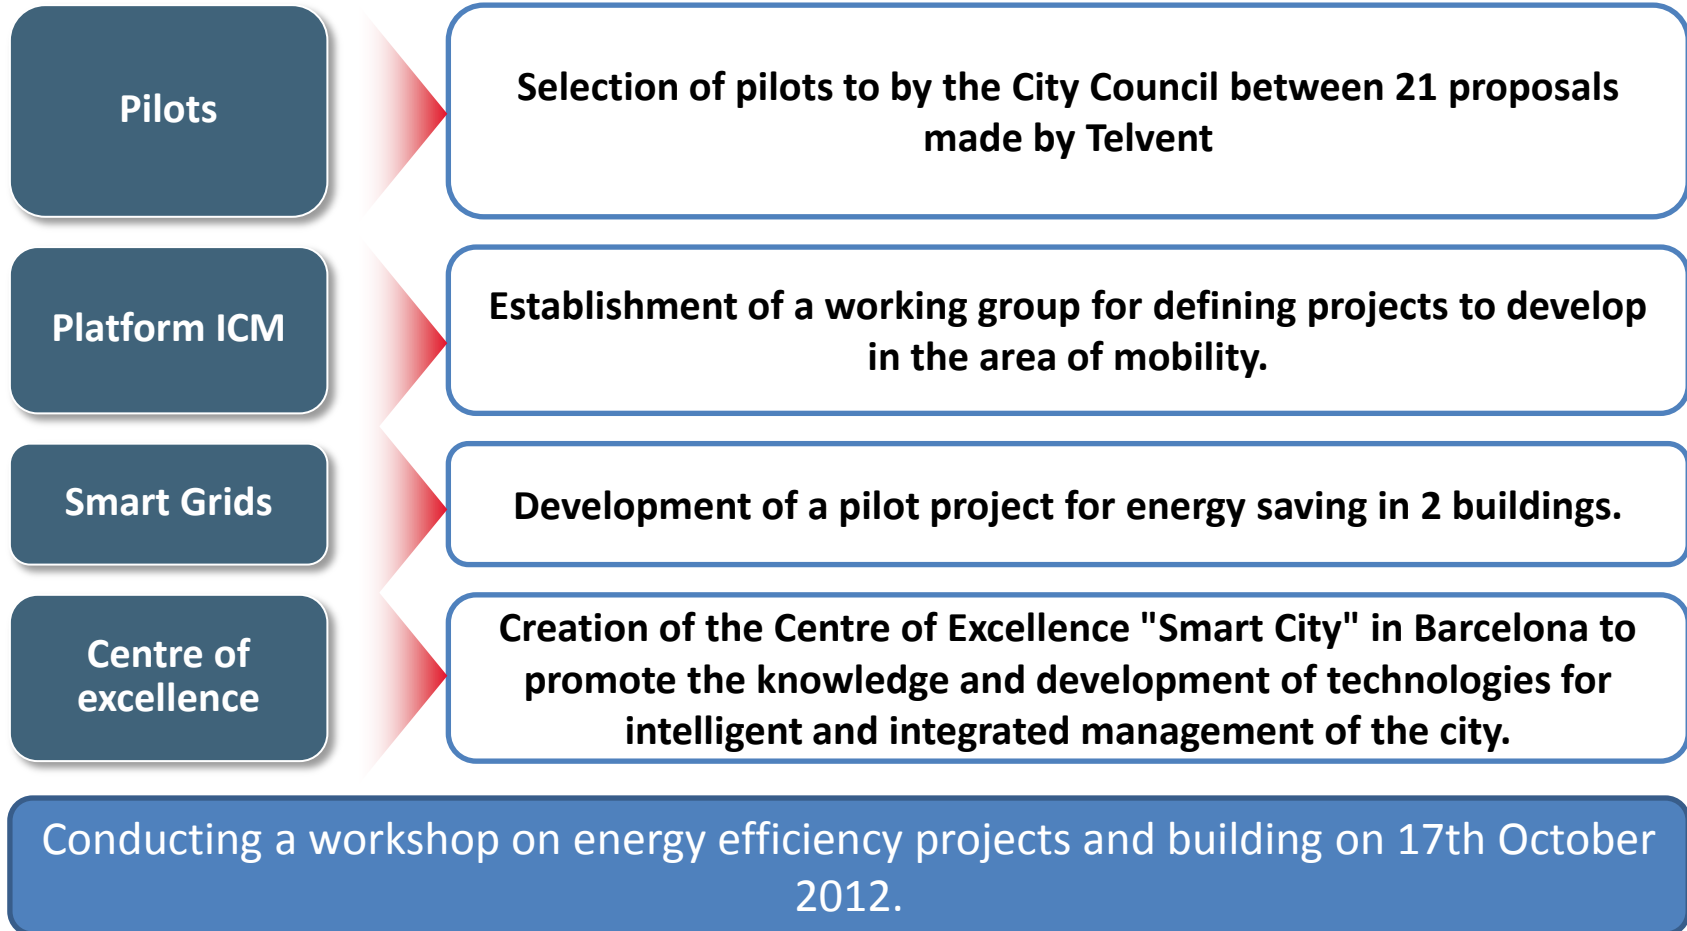 Pilots
Selection of pilots to by the City Council between 21 proposals
made by Telvent
Platform ICM
Establishment of a working group for defining projects to develop
in the area of mobility.
Smart Grids
Development of a pilot project for energy saving in 2 buildings.
Centre of
excellence
Creation of the Centre of Excellence "Smart City" in Barcelona to
promote the knowledge and development of technologies for
intelligent and integrated management of the city.
Conducting a workshop on energy efficiency projects and building on 17th October
2012.